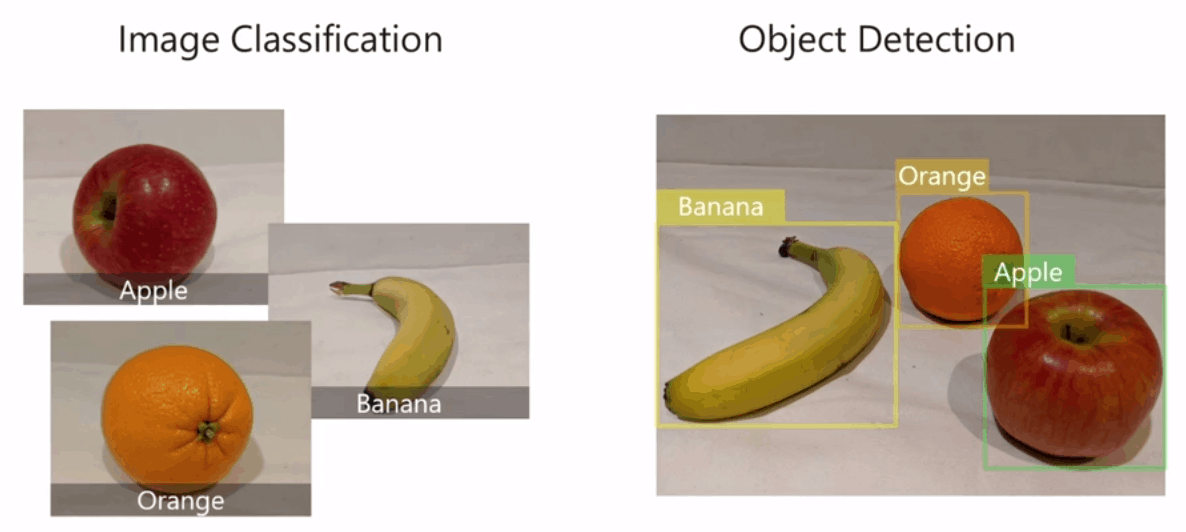 Image Classification
Object Detection
Apple
Banana
Orange
Banana
Orange
Apple